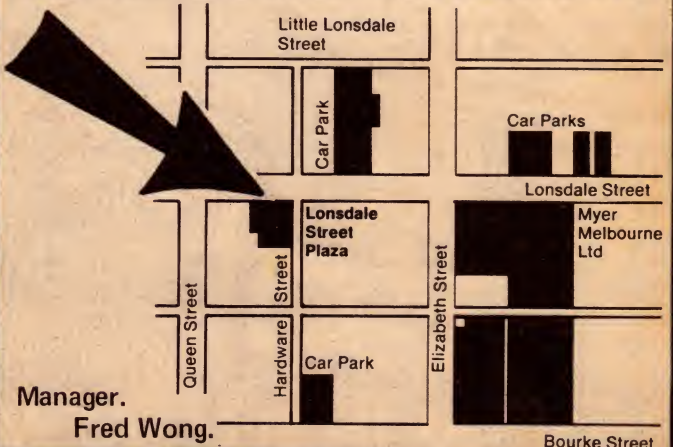 Little Lonsdale
Street
Car Park
Car Parks
Lonsdale Street
Lonsdale
Street
Plaza
Myer
Melbourne
Ltd
Queen Street
Hardware Street
Elizabeth Street
Car Park
Manager.
Fred Wong.
Bourke Street